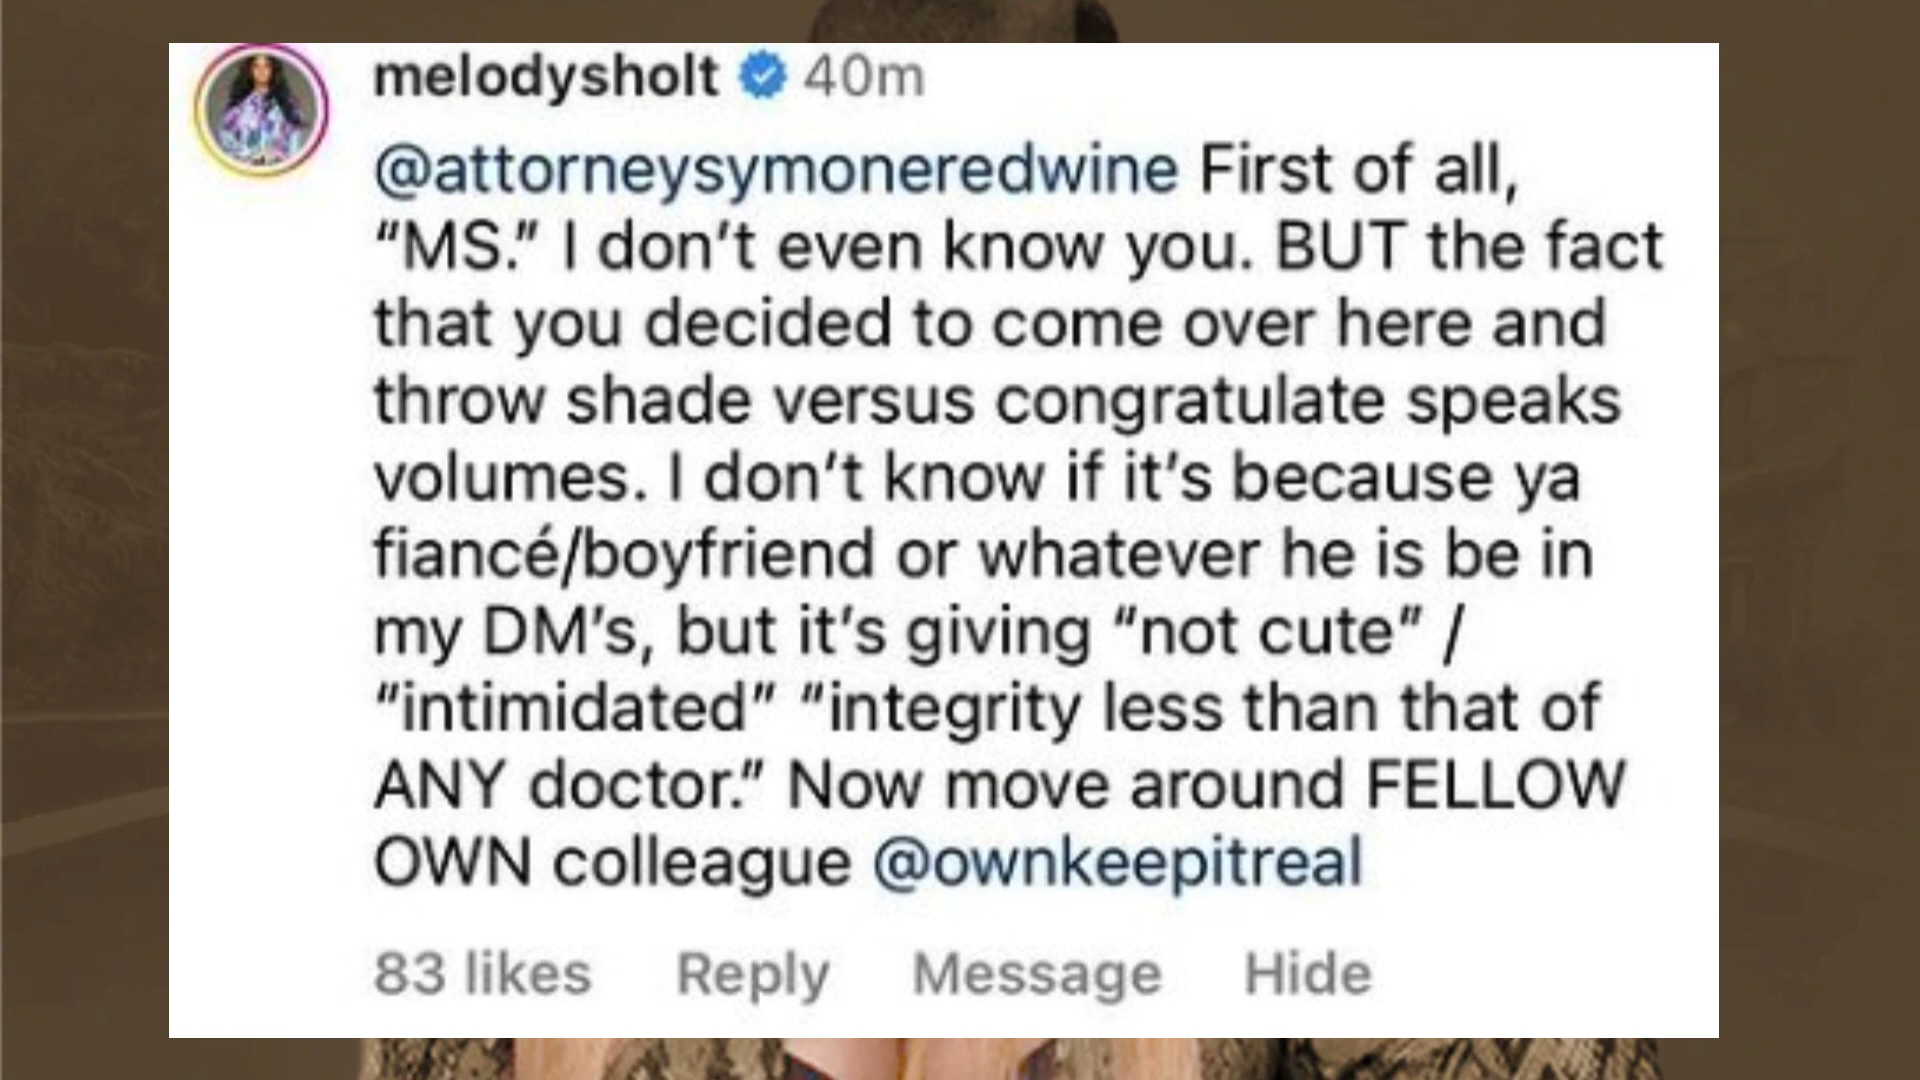 melodysholt 40m
@attorneysymoneredwine First of all,
“MS.” I don’t even know you. BUT the fact
that you decided to come over here and
throw shade versus congratulate speaks
volumes. I don’t know if it’s because ya
fiancé/boyfriend or whatever he is be in
my DM’s, but it’s giving “not cute” /
“intimidated” “integrity less than that of
ANY doctor.” Now move around FELLOW
OWN colleague @ownkeepitreal
83 likes Reply Message Hide